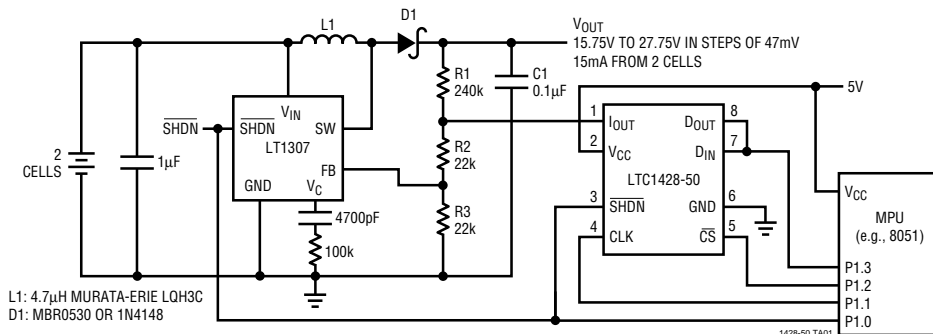 L1
D1
VOUT
15.75V TO 27.75V IN STEPS OF 47mV
15mA FROM 2 CELLS
R1
240k
C1
0.1µF
5V
VIN
SHDN
SHDN
SW
LT1307
FB
GND
VC
2
CELLS
1µF
4700pF
100k
R2
22k
R3
22k
1
IOUT
DOUT
8
2
VCC
DIN
7
LTC1428-50
3
SHDN
GND
6
4
CLK
CS
5
VCC
MPU
(e.g., 8051)
P1.3
P1.2
P1.1
P1.0
L1: 4.7µH MURATA-ERIE LQH3C
D1: MBR0530 OR 1N4148
1428-50 TA01